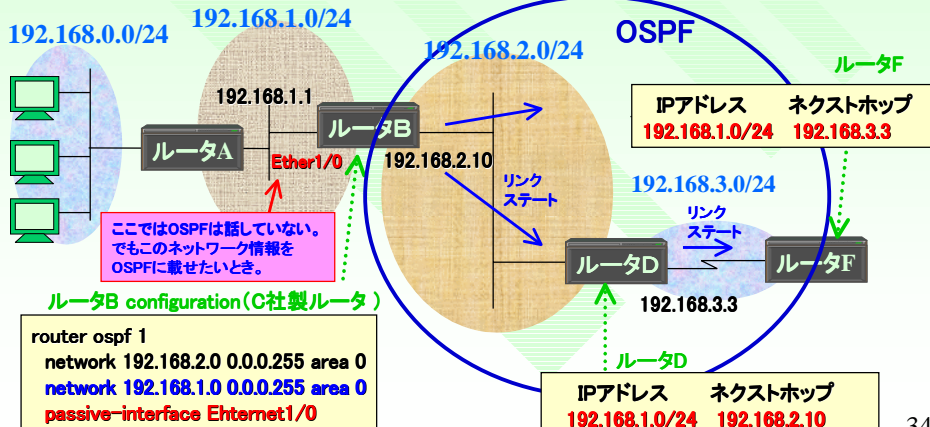 192.168.0.0/24
192.168.1.0/24
192.168.2.0/24
OSPF
ルータF
IPアドレス ネクストホップ
192.168.1.0/24 192.168.3.3
192.168.1.1
ルータA
ルータB
Ether1/0
192.168.2.10
リンク
ステート
192.168.3.0/24
リンク
ステート
ここではOSPFは話していない。
でもこのネットワーク情報を
OSPFに載せたいとき。
ルータD
ルータF
192.168.3.3
ルータB configuration(C社製ルータ )
router ospf 1
network 192.168.2.0 0.0.0.255 area 0
network 192.168.1.0 0.0.0.255 area 0
passive-interface Ehternet1/0
ルータD
IPアドレス ネクストホップ
192.168.1.0/24 192.168.2.10
34